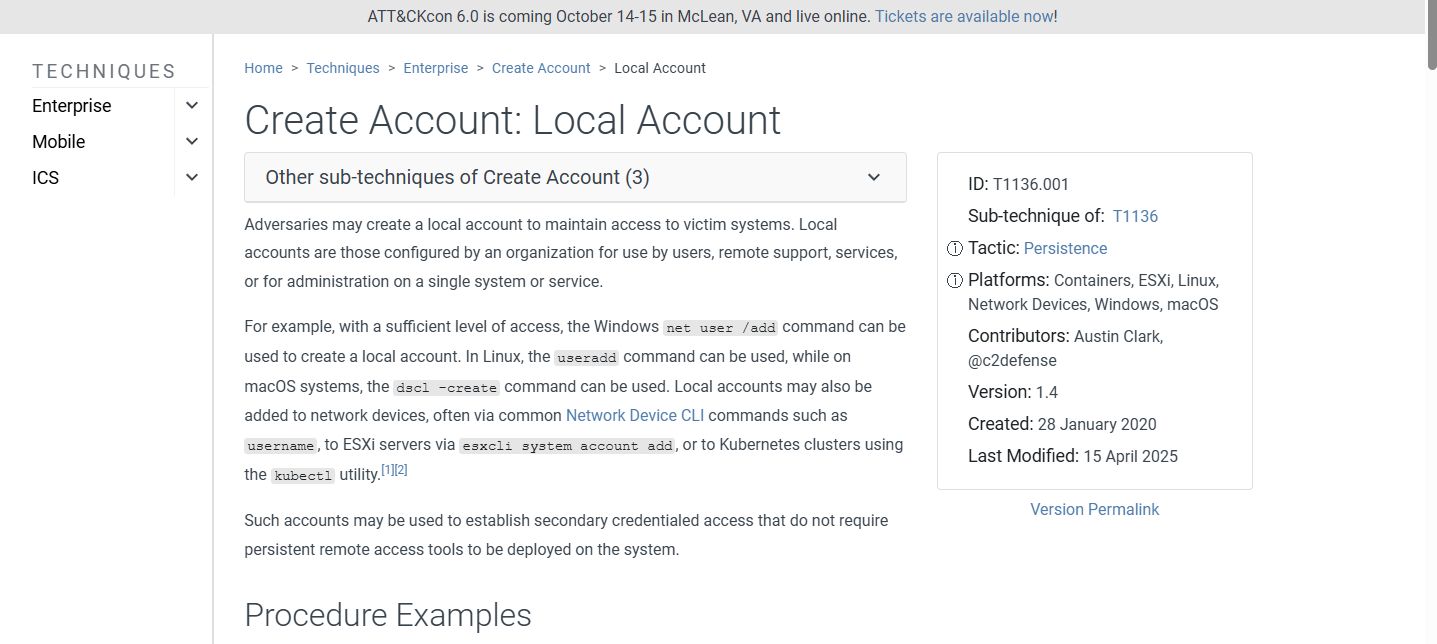 ATT&CKcon 6.0 is coming October 14-15 in McLean, VA and live online. Tickets are available now!
TECHNIQUES
Enterprise
Mobile
ICS
Home > Techniques > Enterprise > Create Account > Local Account
Create Account: Local Account
Other sub-techniques of Create Account (3)
Adversaries may create a local account to maintain access to victim systems. Local
accounts are those configured by an organization for use by users, remote support, services,
or for administration on a single system or service.
For example, with a sufficient level of access, the Windows net user /add command can be
used to create a local account. In Linux, the useradd command can be used, while on
macOS systems, the dscl -create command can be used. Local accounts may also be
added to network devices, often via common Network Device CLI commands such as
username, to ESXi servers via esxcli system account add, or to Kubernetes clusters using
the kubectl utility.[1][2]
Such accounts may be used to establish secondary credentialed access that do not require
persistent remote access tools to be deployed on the system.
Procedure Examples
ID: T1136.001
Sub-technique of: T1136
ⓘ Tactic: Persistence
ⓘ Platforms: Containers, ESXi, Linux,
Network Devices, Windows, macOS
Contributors: Austin Clark,
@c2defense
Version: 1.4
Created: 28 January 2020
Last Modified: 15 April 2025
Version Permalink